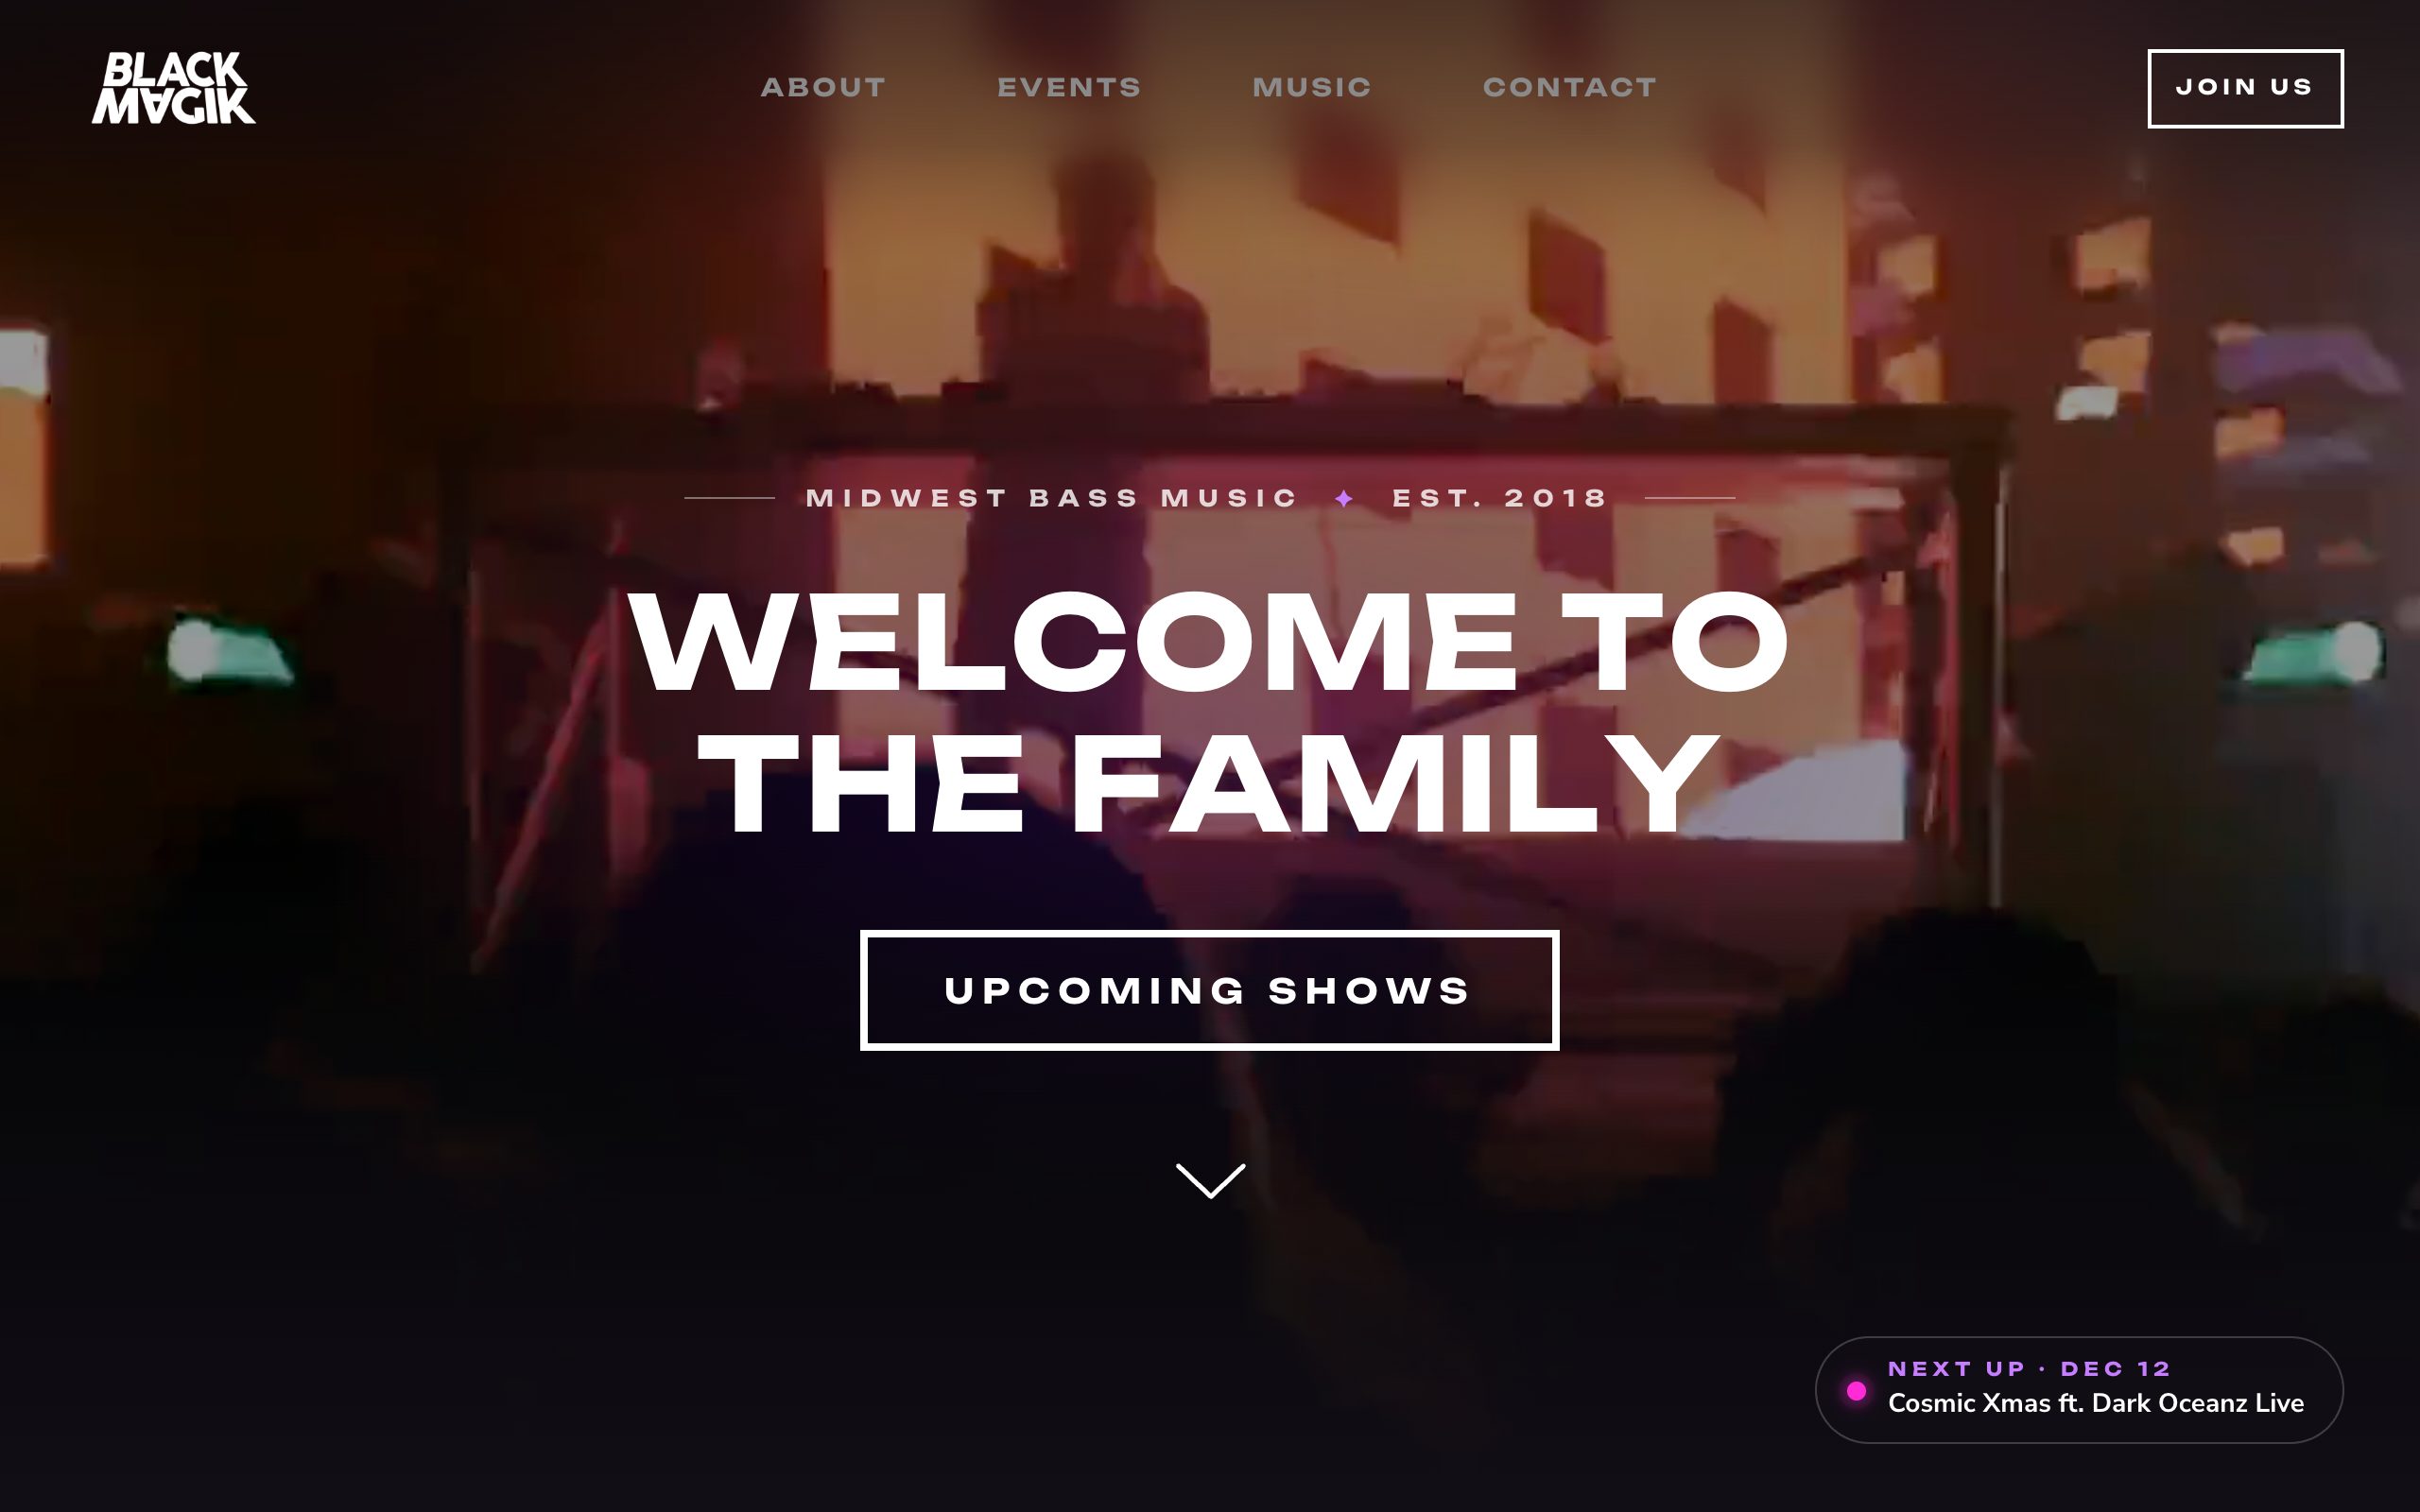 BLACK
MAGIK
ABOUT EVENTS MUSIC CONTACT
JOIN US
MIDWEST BASS MUSIC ✦ EST. 2018
WELCOME TO
THE FAMILY
UPCOMING SHOWS
NEXT UP · DEC 12
Cosmic Xmas ft. Dark Oceanz Live